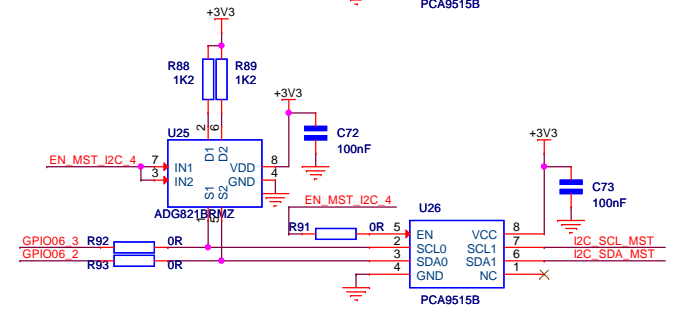 PCA9515B
+3V3
R88 R89
1K2 1K2
+3V3
2 6
U25
C72
100nF
+3V3
EN_MST_I2C_4 7 IN1 D1 D2 VDD 8
3 IN2 GND 4
S1 S2
1 5
ADG821BRMZ
EN_MST_I2C_4
C73
100nF
U26
R91 0R 5 EN VCC 8
GPIO06_3 R92 0R 2 SCL0 SCL1 7 I2C_SCL_MST
GPIO06_2 3 SDA0 SDA1 6 I2C_SDA_MST
R93 0R 4 GND NC 1
PCA9515B